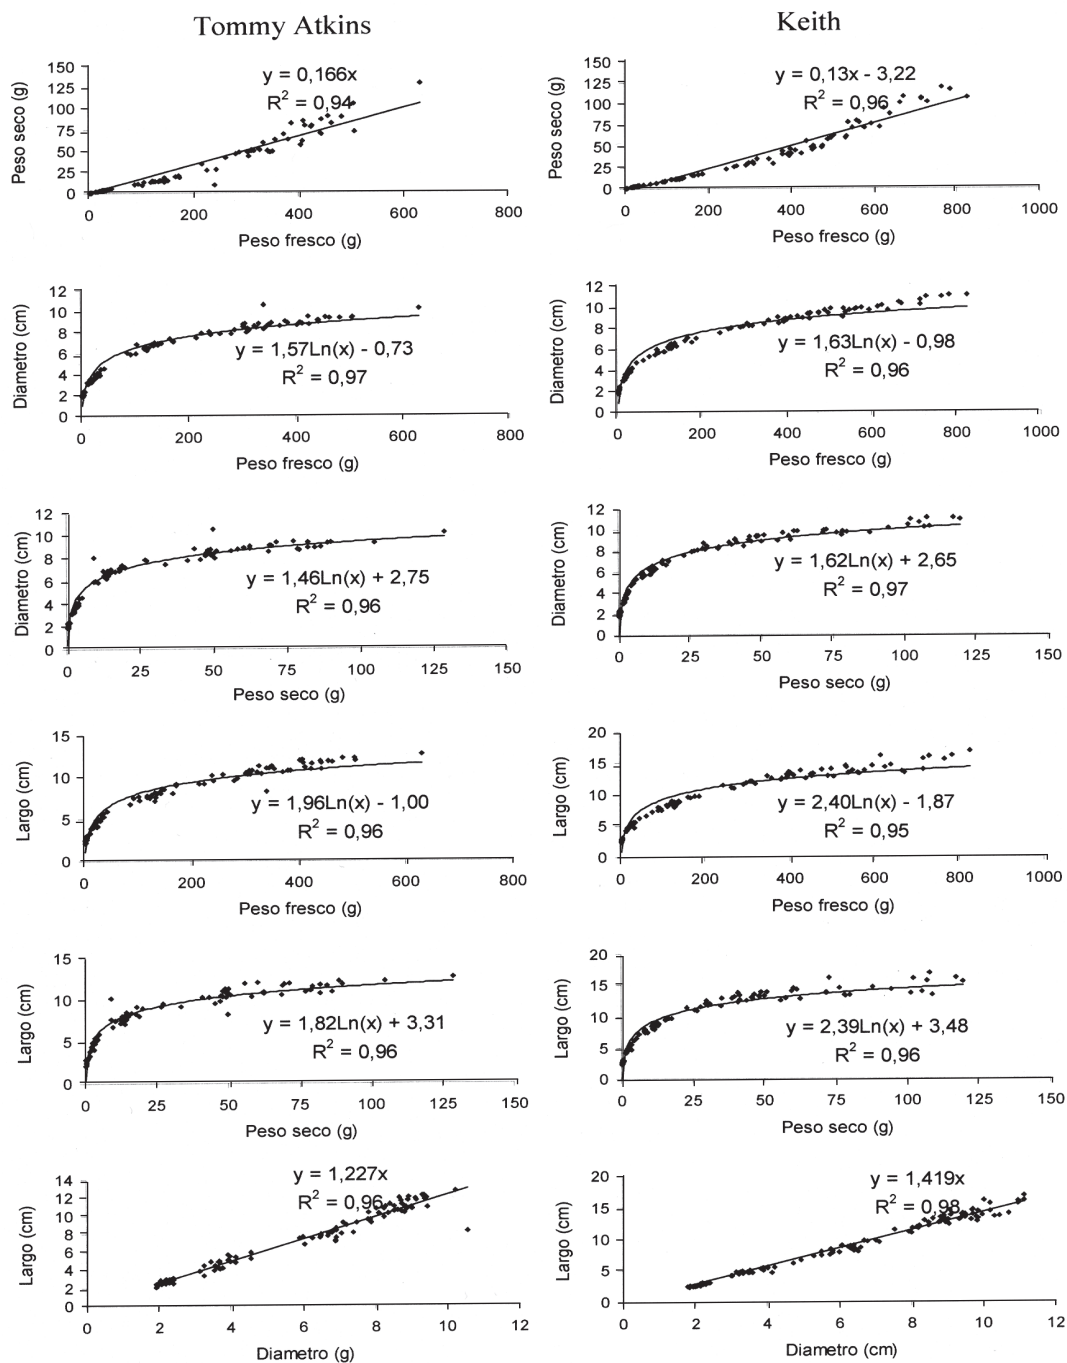 Tommy Atkins
Keith
y = 0,166x
R² = 0,94
Peso seco (g)
150
125
100
75
50
25
0
0 200 400 600 800
Peso fresco (g)
y = 0,13x - 3,22
R² = 0,96
Peso seco (g)
150
125
100
75
50
25
0
0 200 400 600 800 1000
Peso fresco (g)
Diametro (cm)
12
10
8
6
4
2
0
y = 1,57Ln(x) - 0,73
R² = 0,97
0 200 400 600 800
Peso fresco (g)
Diametro (cm)
12
10
8
6
4
2
0
y = 1,63Ln(x) - 0,98
R² = 0,96
0 200 400 600 800 1000
Peso fresco (g)
Diametro (cm)
12
10
8
6
4
2
0
y = 1,46Ln(x) + 2,75
R² = 0,96
0 25 50 75 100 125 150
Peso seco (g)
Diametro (cm)
12
10
8
6
4
2
0
y = 1,62Ln(x) + 2,65
R² = 0,97
0 25 50 75 100 125 150
Peso seco (g)
Largo (cm)
15
10
5
0
y = 1,96Ln(x) - 1,00
R² = 0,96
0 200 400 600 800
Peso fresco (g)
Largo (cm)
20
15
10
5
0
y = 2,40Ln(x) - 1,87
R² = 0,95
0 200 400 600 800 1000
Peso fresco (g)
Largo (cm)
15
10
5
0
y = 1,82Ln(x) + 3,31
R² = 0,96
0 25 50 75 100 125 150
Peso seco (g)
Largo (cm)
20
15
10
5
0
y = 2,39Ln(x) + 3,48
R² = 0,96
0 25 50 75 100 120 150
Peso seco (g)
y = 1,227x
R² = 0,96
Largo (cm)
14
12
10
8
6
4
2
0
0 2 4 6 8 10 12
Diametro (g)
y = 1,419x
R² = 0,98
Largo (cm)
20
15
10
5
0
0 2 4 6 8 10 12
Diametro (cm)